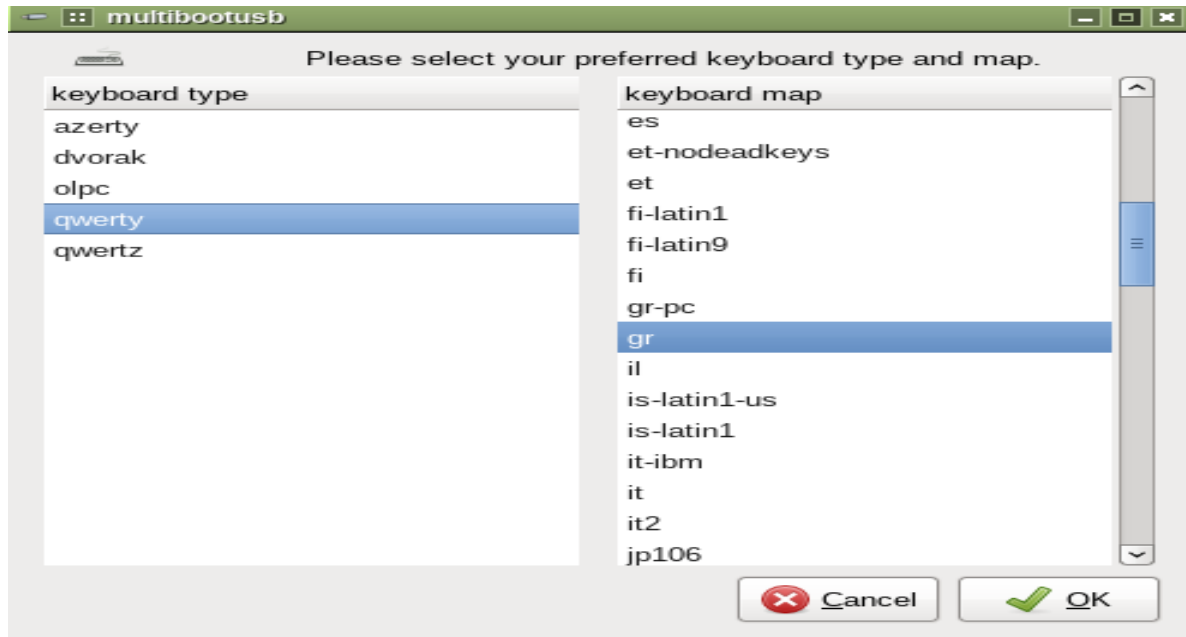 multibootusb
Please select your preferred keyboard type and map.
keyboard type
azerty
dvorak
olpc
qwerty
qwertz
keyboard map
es
et-nodeadkeys
et
fi-latin1
fi-latin9
fi
gr-pc
gr
il
is-latin1-us
is-latin1
it-ibm
it
it2
jp106
Cancel
OK